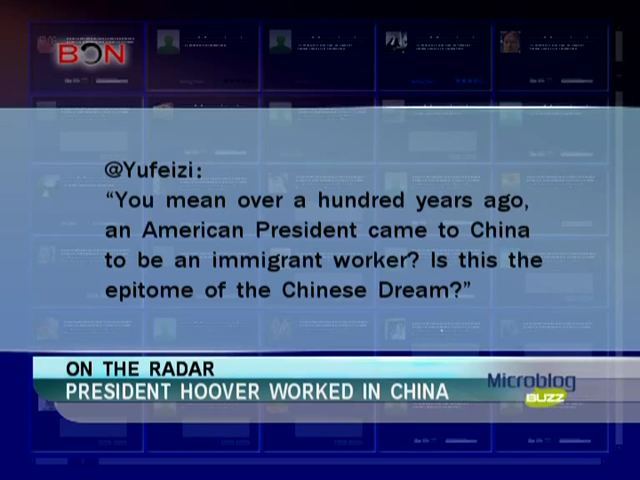 BON
@Yufeizi:
“You mean over a hundred years ago,
an American President came to China
to be an immigrant worker? Is this the
epitome of the Chinese Dream?”
ON THE RADAR
PRESIDENT HOOVER WORKED IN CHINA
Microblog
BUZZ